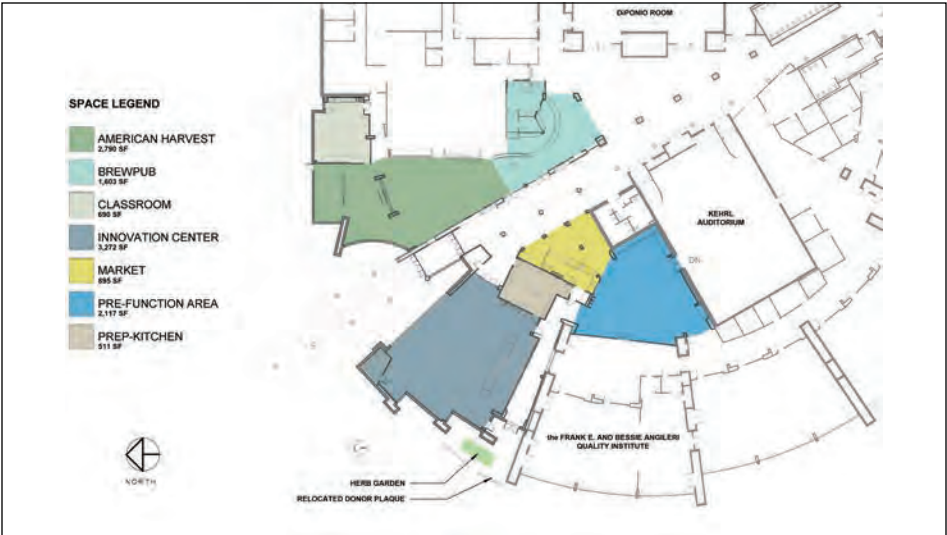 DiPONIO ROOM
SPACE LEGEND
AMERICAN HARVEST
2,790 SF
BREWPUB
1,603 SF
CLASSROOM
690 SF
INNOVATION CENTER
3,272 SF
MARKET
895 SF
PRE-FUNCTION AREA
2,117 SF
PREP-KITCHEN
511 SF
KEHRL
AUDITORIUM
DN
the FRANK E. AND BESSIE ANGILERI
QUALITY INSTITUTE
HERB GARDEN
RELOCATED DONOR PLAQUE
NORTH